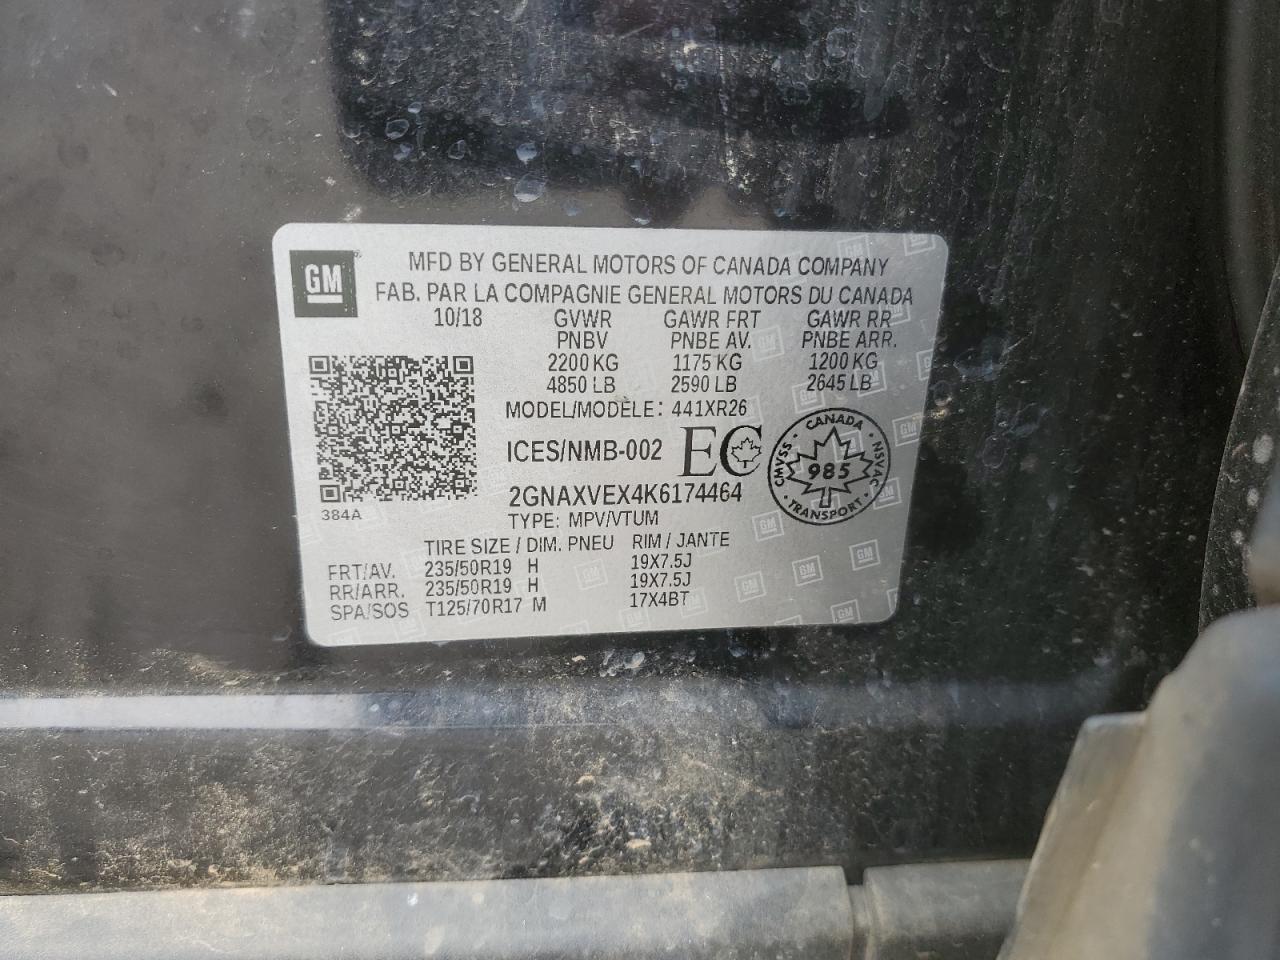 GM
MFD BY GENERAL MOTORS OF CANADA COMPANY
FAB. PAR LA COMPAGNIE GENERAL MOTORS DU CANADA
10/18 GVWR GAWR FRT GAWR RR
PNBV PNBE AV. PNBE ARR.
2200 KG 1175 KG 1200 KG
4850 LB 2590 LB 2645 LB
MODEL/MODÈLE: 441XR26
ICES/NMB-002 EC
CANADA
CMVSS 985 NSVAC
TRANSPORT
2GNAXVEX4K6174464
384A
TYPE: MPV/VTUM
TIRE SIZE / DIM. PNEU RIM / JANTE
FRT/AV. 235/50R19 H 19X7.5J
RR/ARR. 235/50R19 H 19X7.5J
SPA/SOS T125/70R17 M 17X4BT